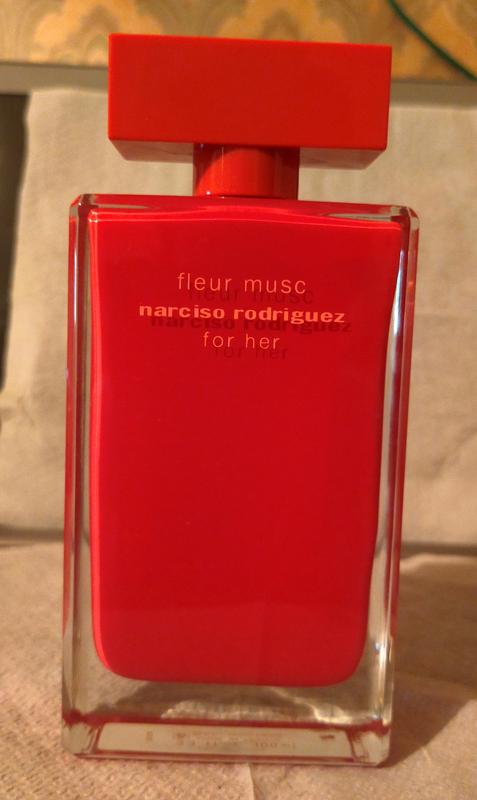 fleur musc
narciso rodriguez
for her